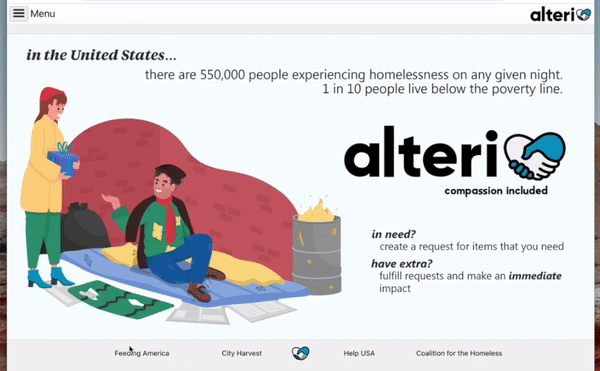 Menu
alteri
in the United States...
there are 550,000 people experiencing homelessness on any given night.
1 in 10 people live below the poverty line.
alteri
compassion included
in need?
create a request for items that you need
have extra?
fulfill requests and make an immediate
impact
Feeding America
City Harvest
Help USA
Coalition for the Homeless